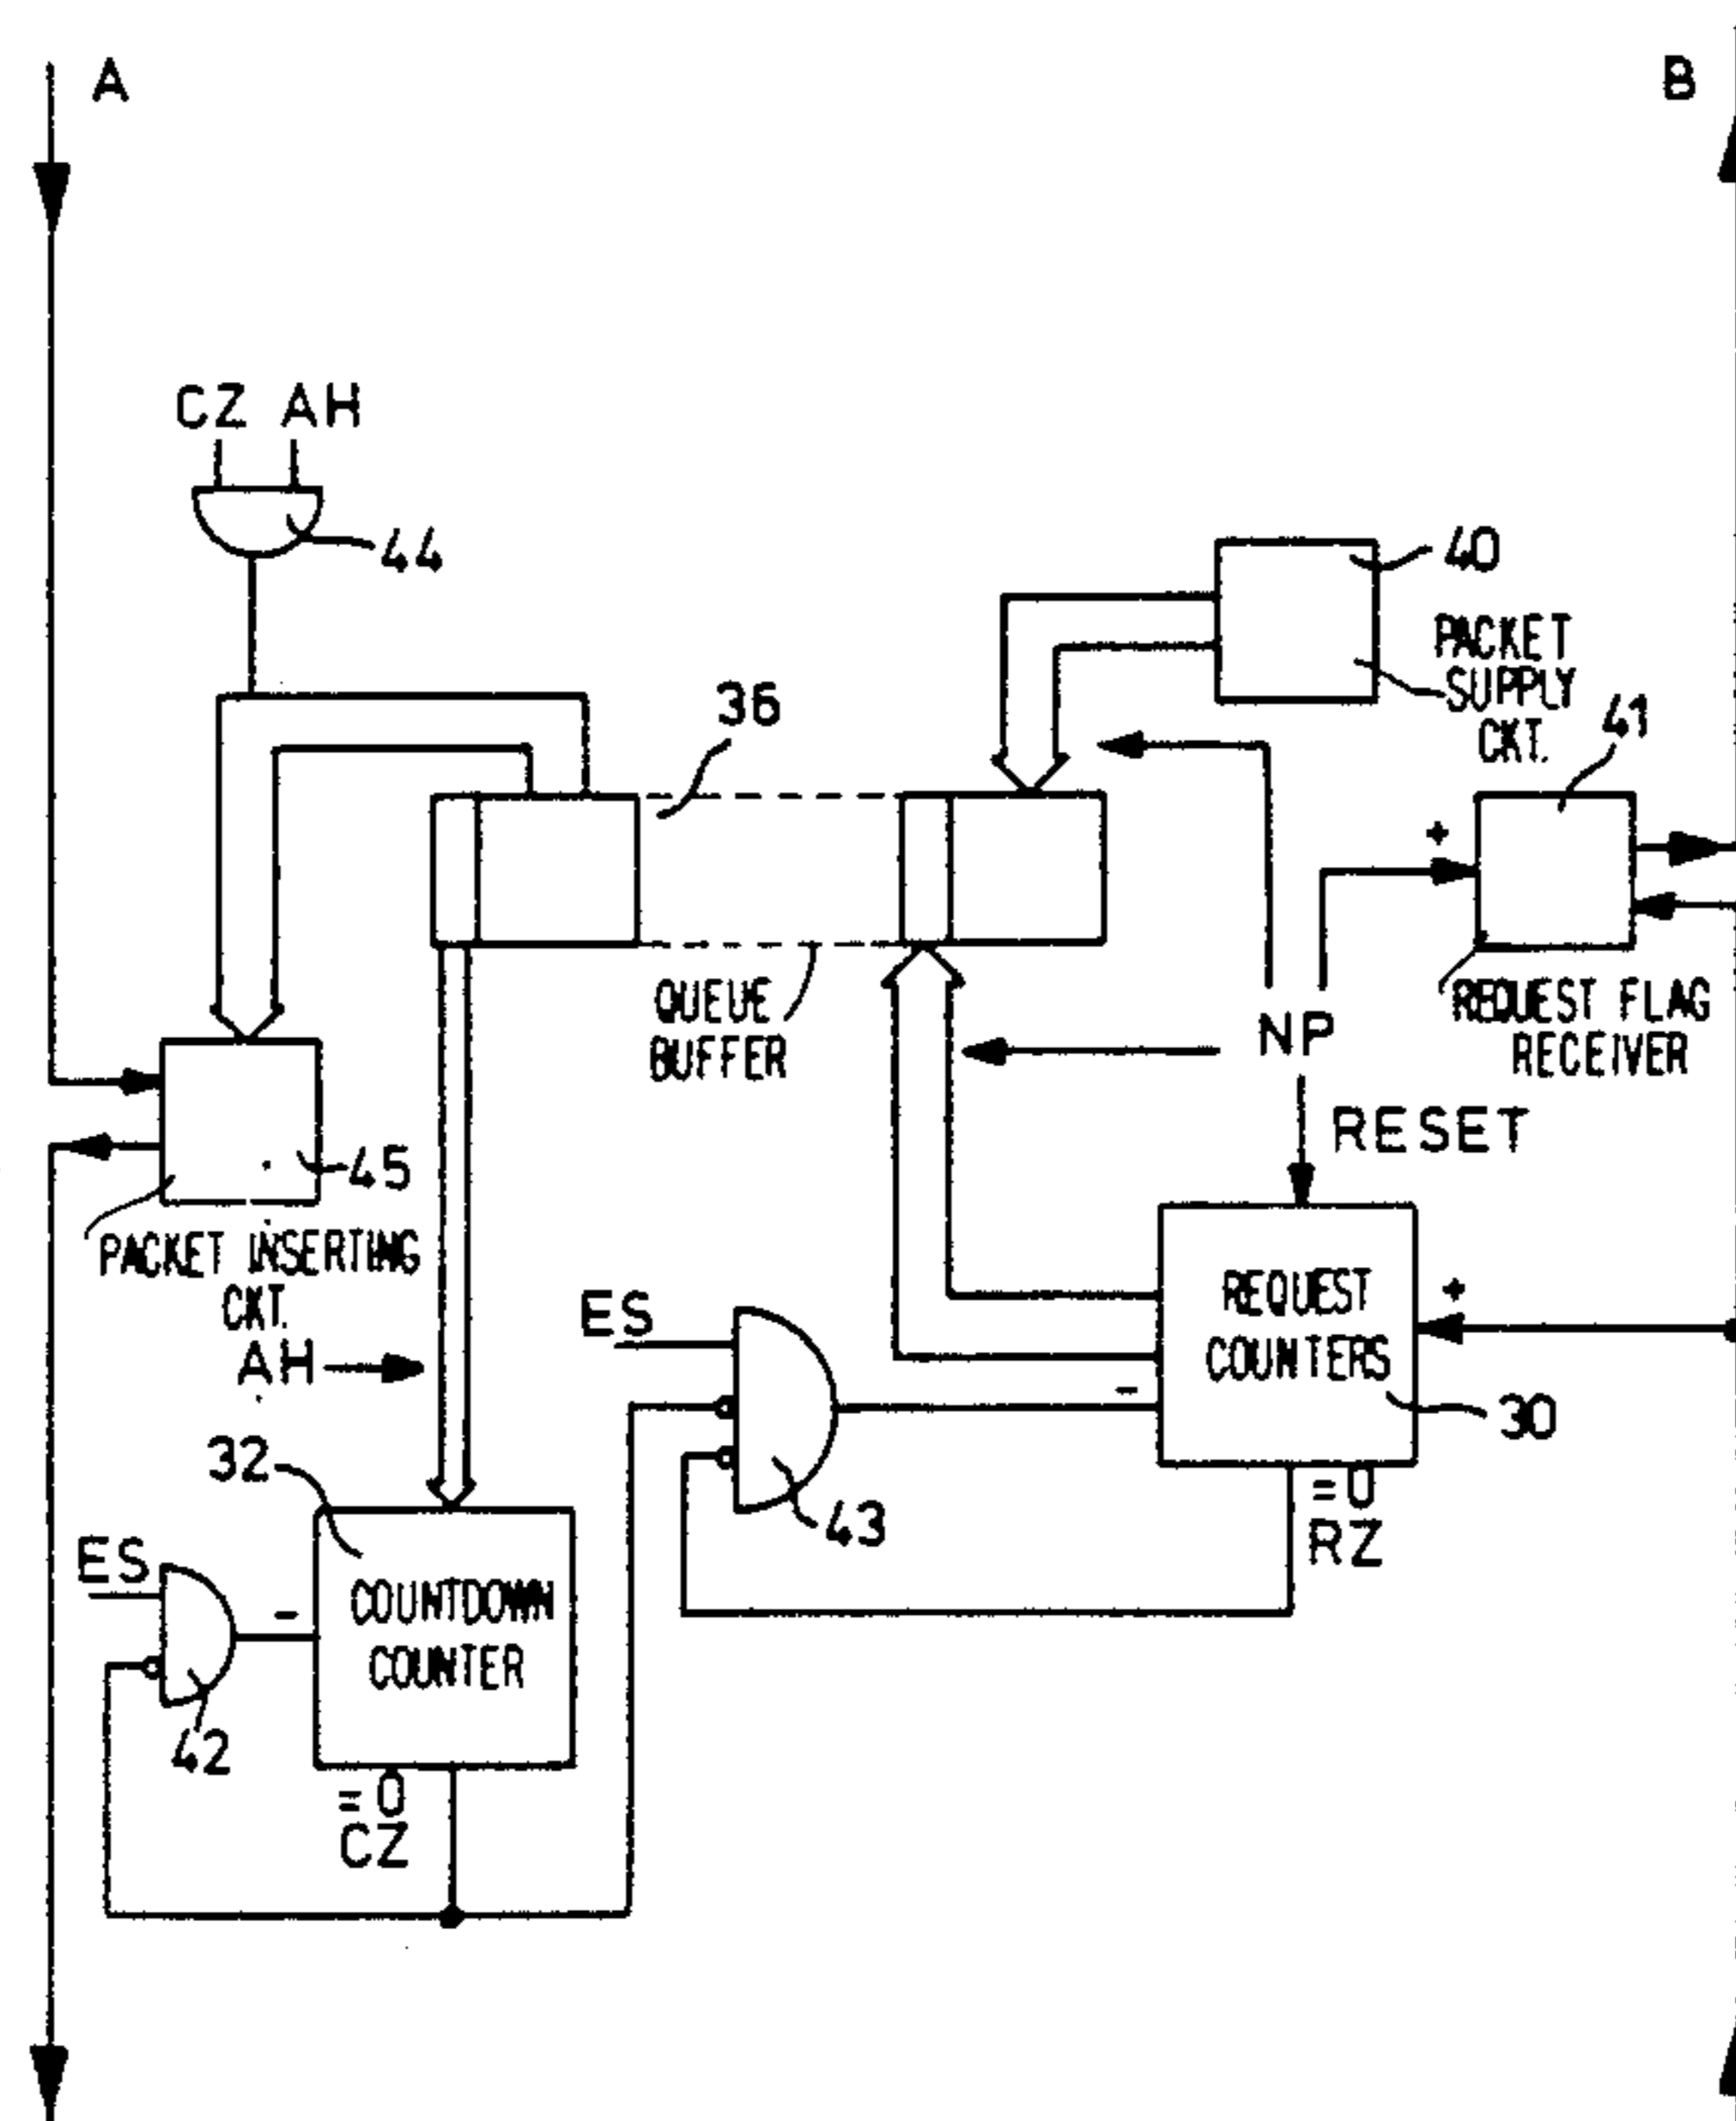 A
B
CZ AH
44
40
PACKET
SUPPLY
CKT.
36
41
+
QUEUE
BUFFER
NP
REQUEST FLAG
RECEIVER
RESET
45
PACKET INSERTING
CKT.
AH
ES
REQUEST
COUNTERS
+
-
30
32
43
=0
RZ
ES
-
COUNTDOWN
COUNTER
42
=0
CZ